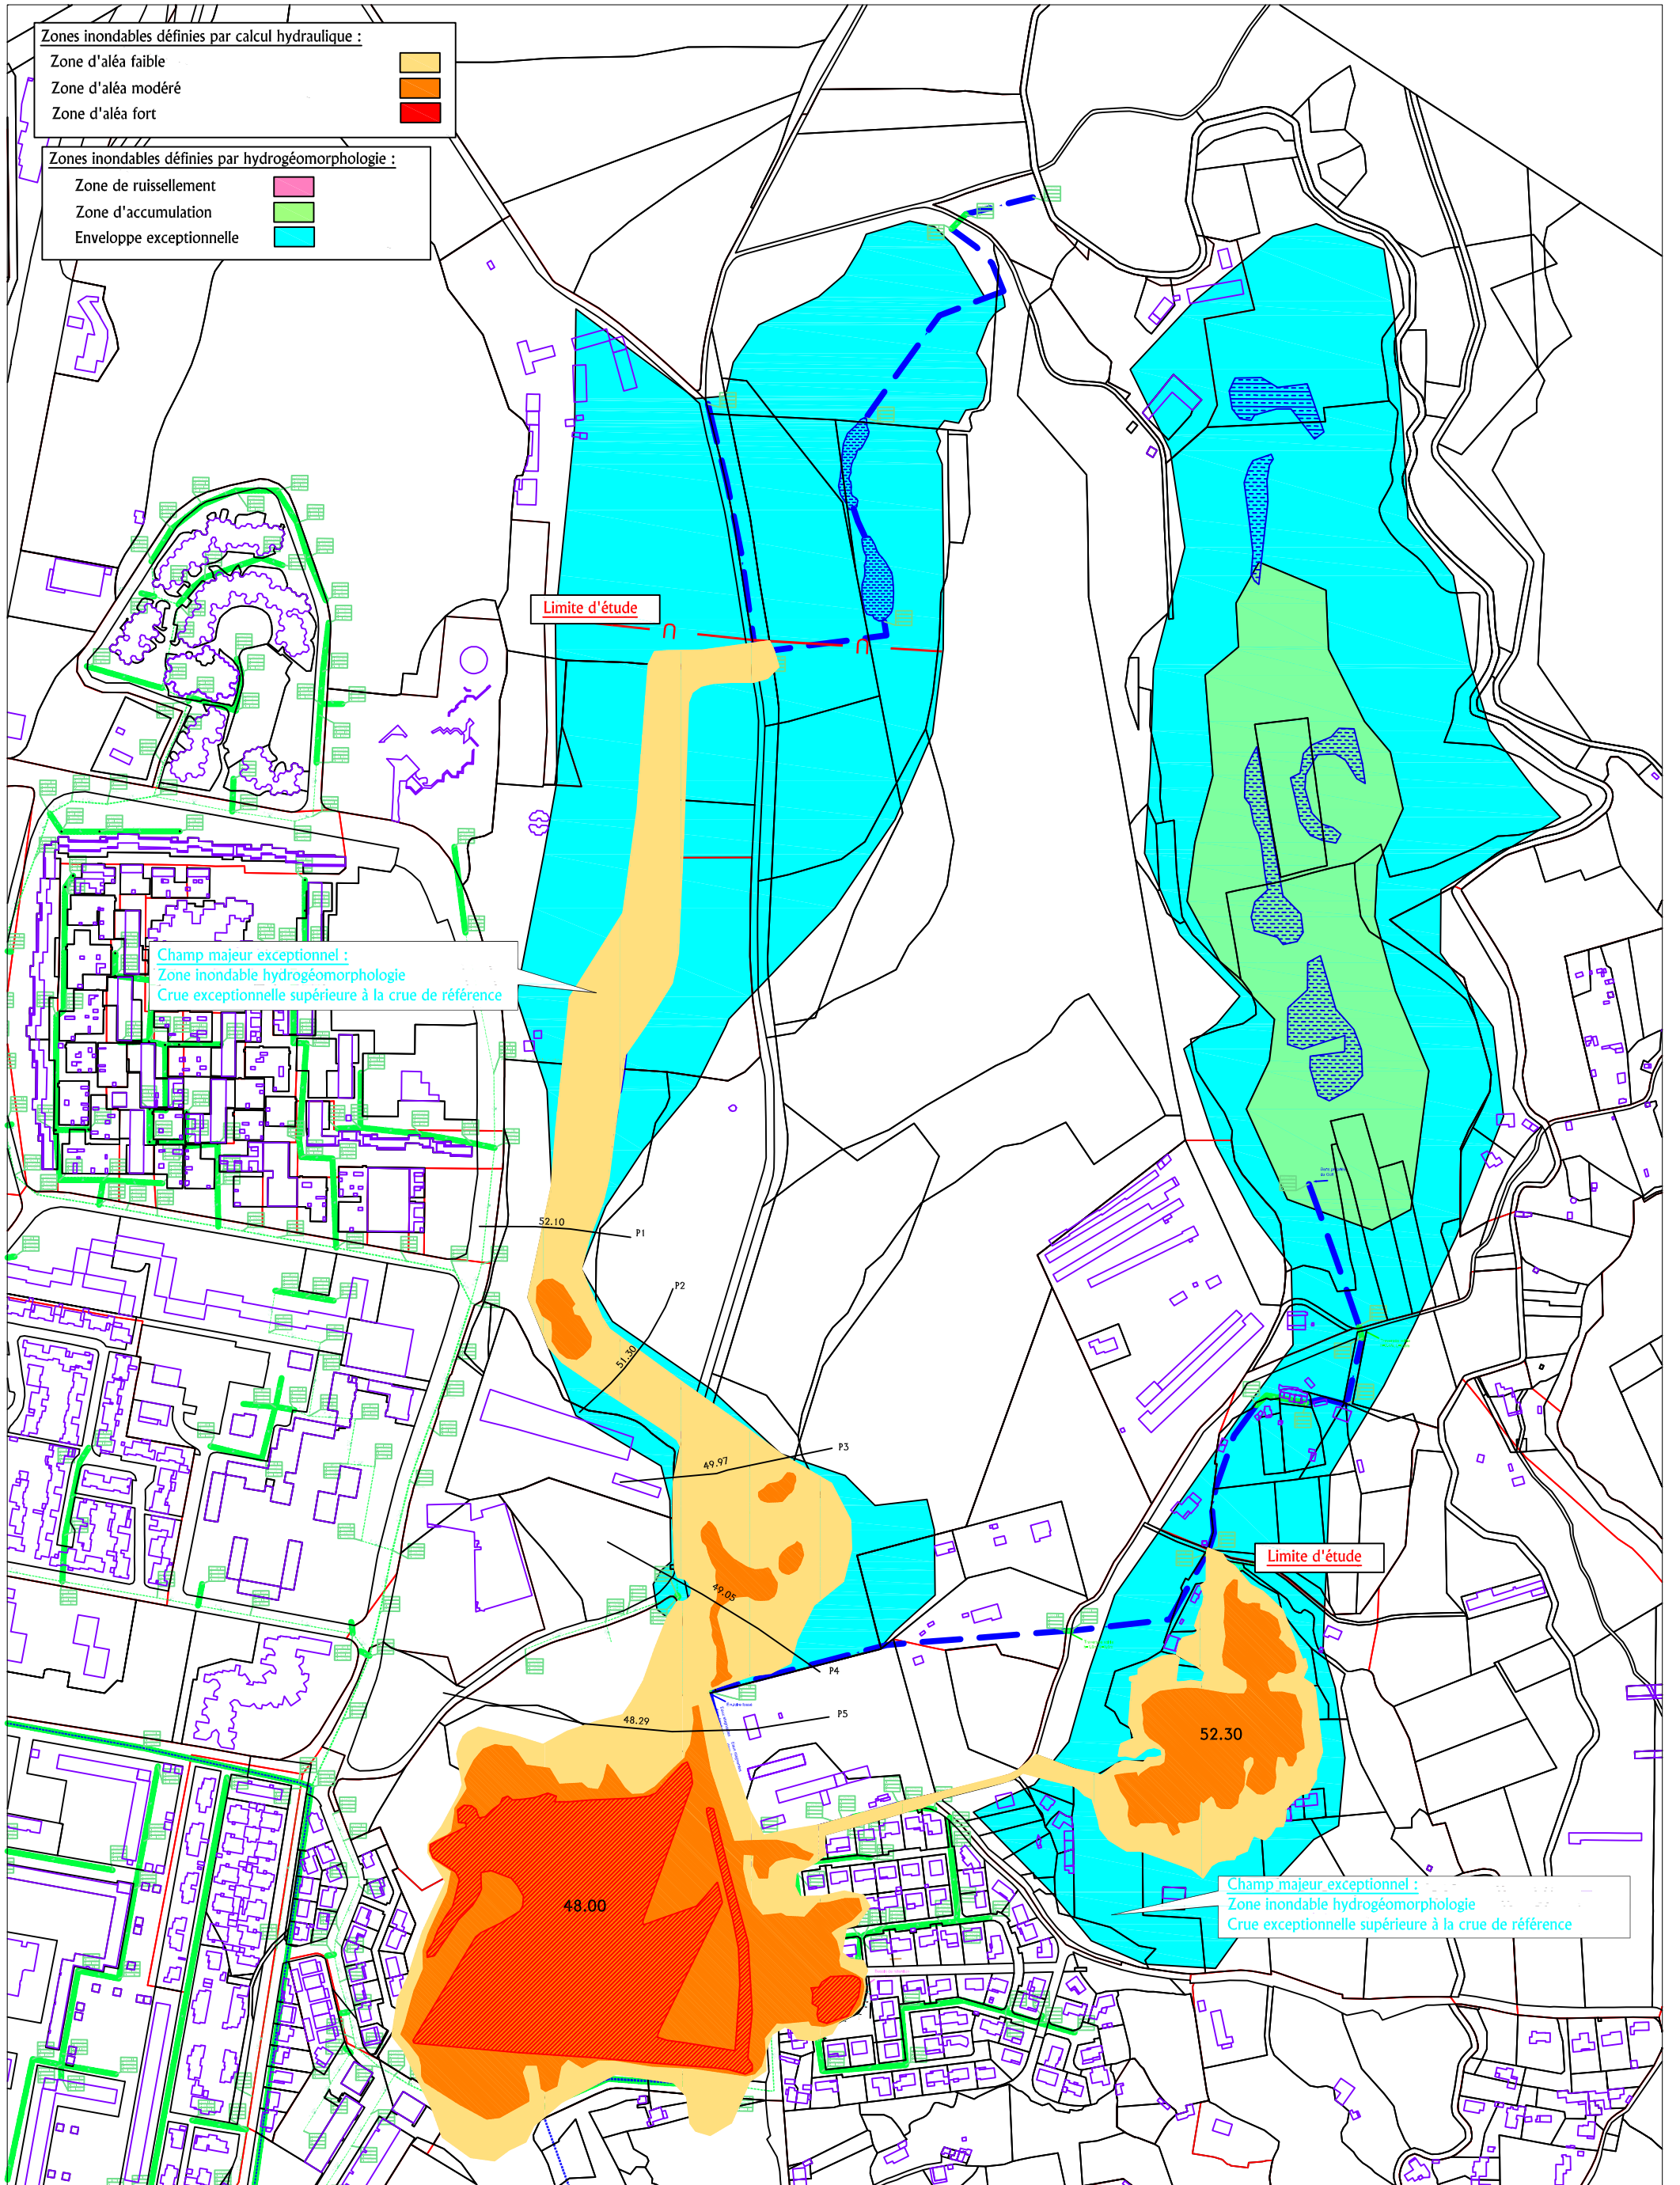 Zones inondables définies par calcul hydraulique :
Zone d'aléa faible
Zone d'aléa modéré
Zone d'aléa fort
Zones inondables définies par hydrogéomorphologie :
Zone de ruissellement
Zone d'accumulation
Enveloppe exceptionnelle
Limite d'étude
Champ majeur exceptionnel :
Zone inondable hydrogéomorphologie
Crue exceptionnelle supérieure à la crue de référence
52.10
P1
P2
51.30
P3
49.97
Limite d'étude
49.05
P4
48.29
P5
52.30
48.00
Champ majeur exceptionnel :
Zone inondable hydrogéomorphologie
Crue exceptionnelle supérieure à la crue de référence